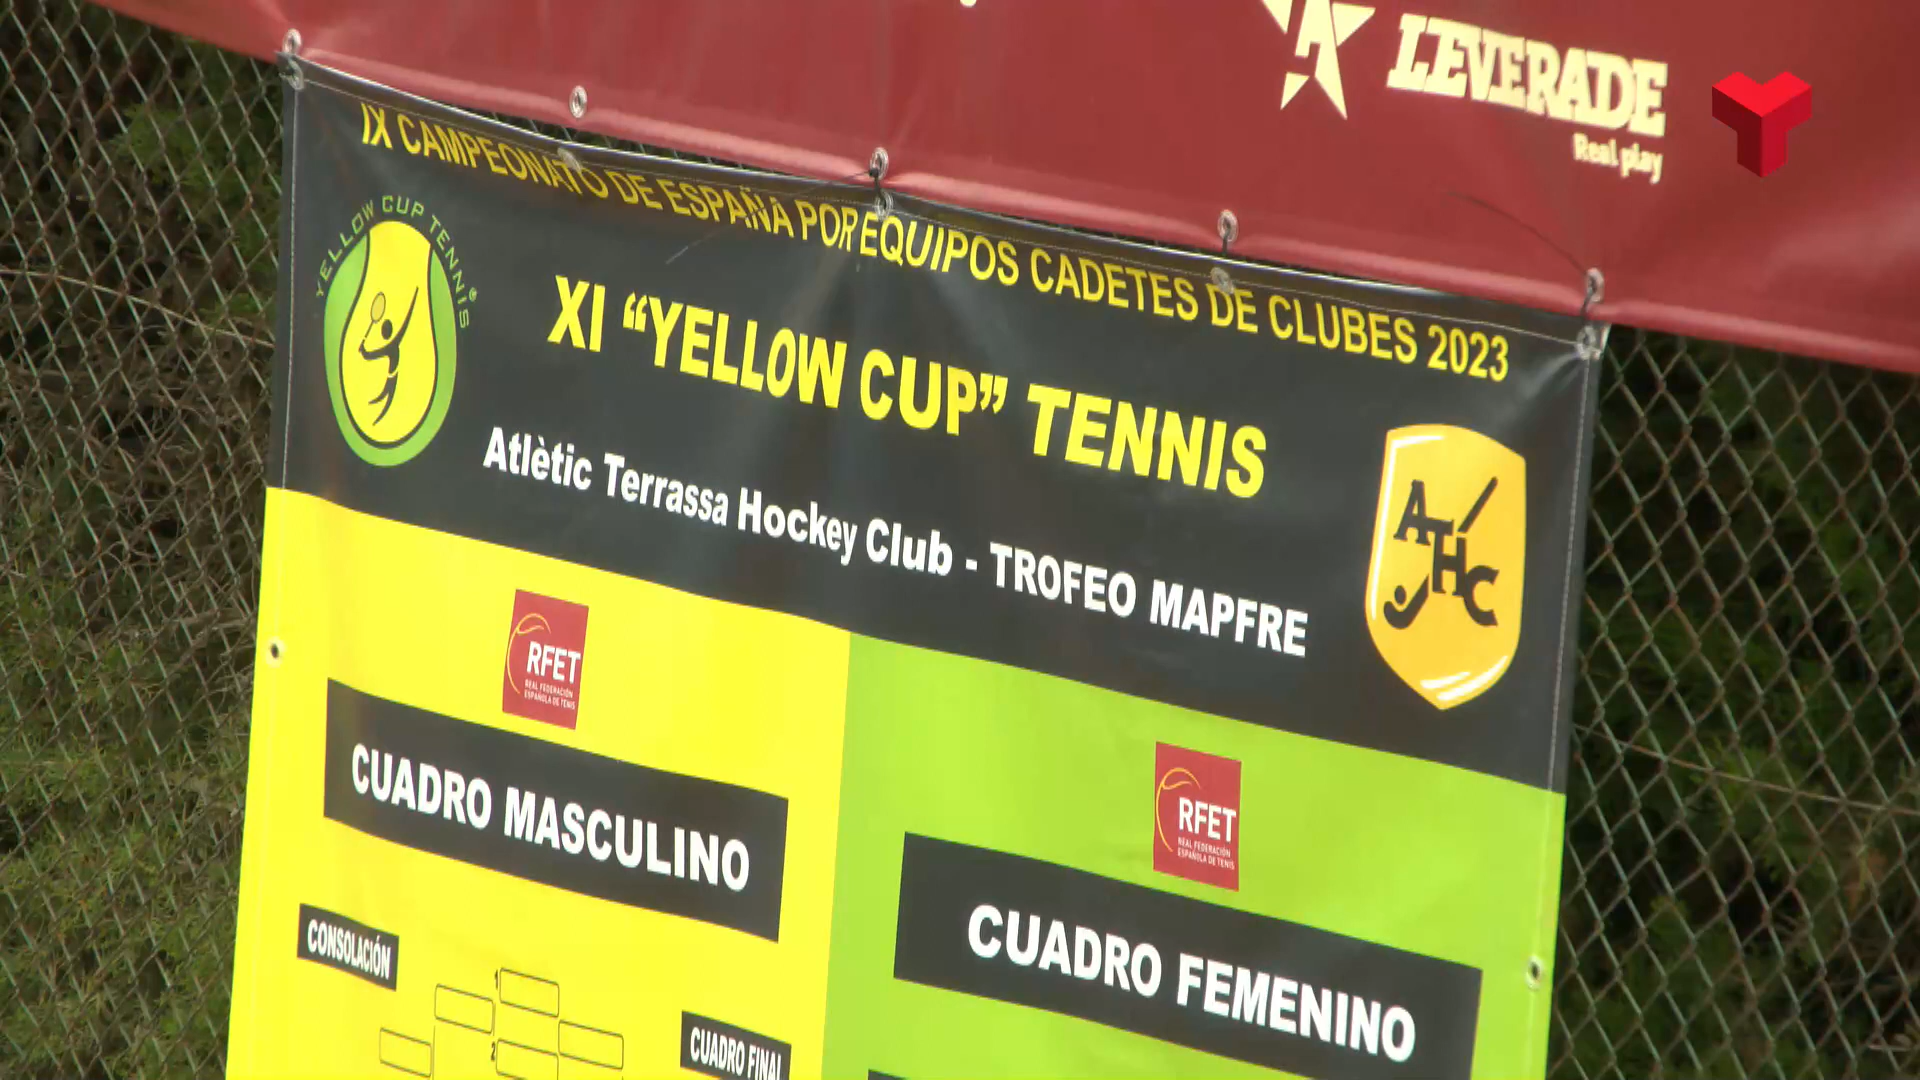 LEVERADE
Real play
IX CAMPEONATO DE ESPAÑA POR EQUIPOS CADETES DE CLUBES 2023
YELLOW CUP TENNIS®
XI “YELLOW CUP” TENNIS
Atlètic Terrassa Hockey Club - TROFEO MAPFRE
ATHC
RFET
REAL FEDERACIÓN
ESPAÑOLA DE TENIS
CUADRO MASCULINO
RFET
REAL FEDERACIÓN
ESPAÑOLA DE TENIS
CUADRO FEMENINO
CONSOLACIÓN
1
2
CUADRO FINAL